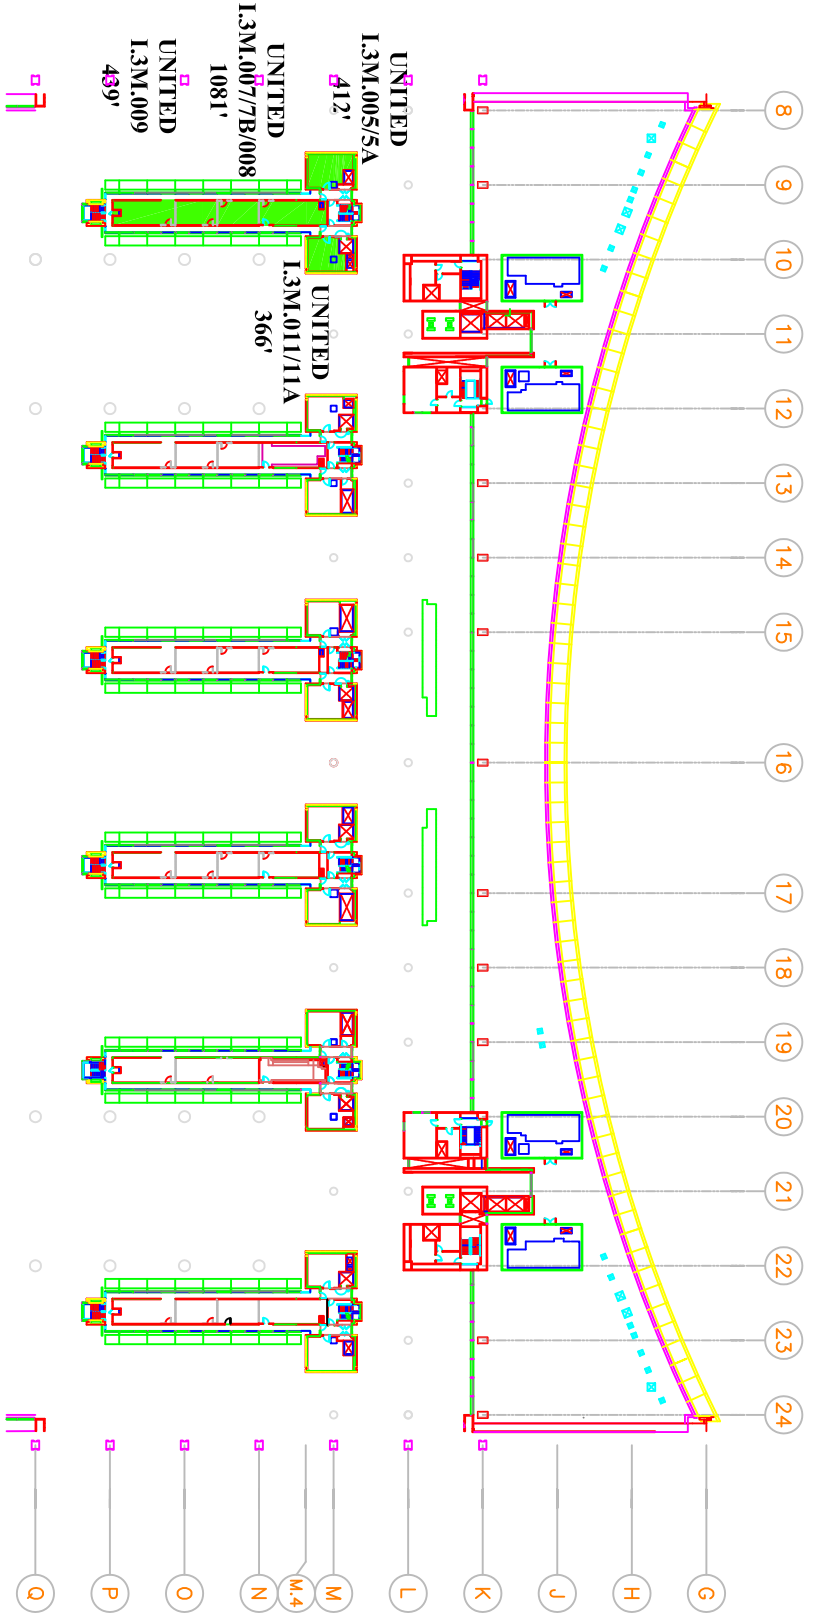 UNITED
I.3M.005/5A
412'
UNITED
I.3M.007/7B/008
1081'
UNITED
I.3M.009
439'
UNITED
I.3M.011/11A
366'
8
9
10
11
12
13
14
15
16
17
18
19
20
21
22
23
24
G
H
J
K
L
M
M.4
N
O
P
Q